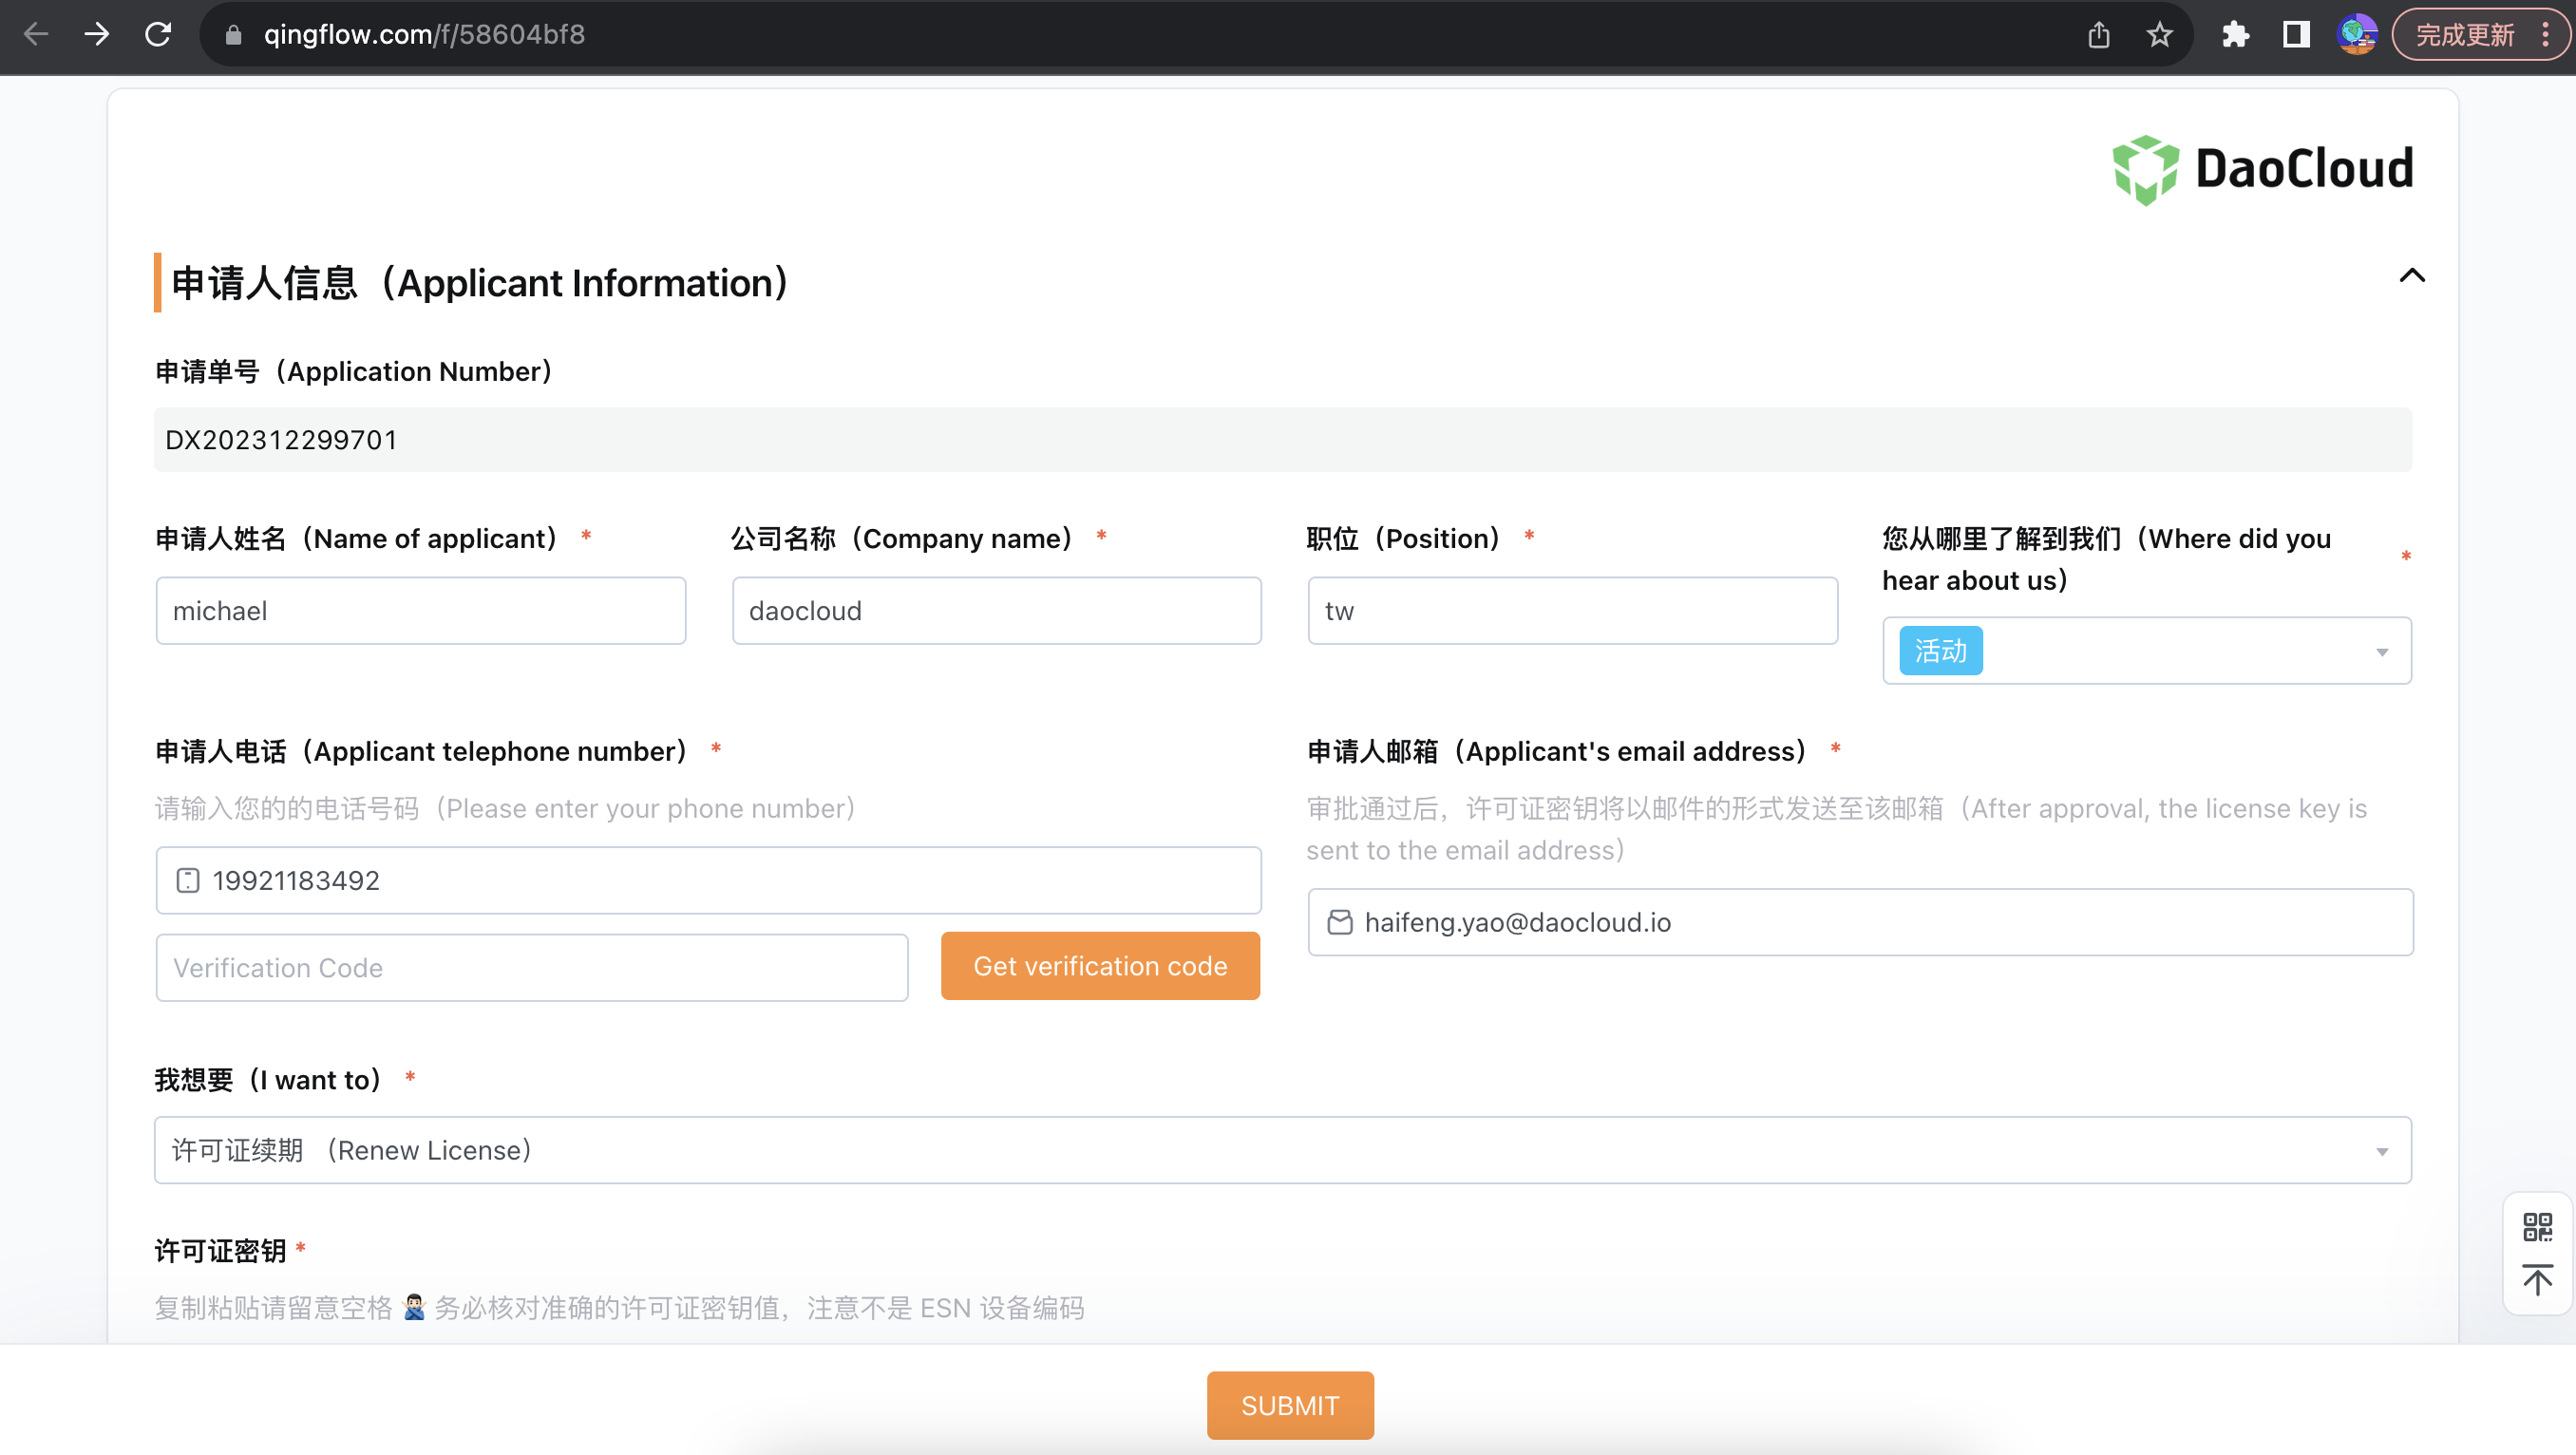 qingflow.com/f/58604bf8
完成更新
DaoCloud
申请人信息（Applicant Information）
申请单号（Application Number）
DX202312299701
申请人姓名（Name of applicant） *
michael
公司名称（Company name） *
daocloud
职位（Position） *
tw
您从哪里了解到我们（Where did you
hear about us） *
活动
申请人电话（Applicant telephone number） *
请输入您的的电话号码（Please enter your phone number）
19921183492
Verification Code
Get verification code
申请人邮箱（Applicant's email address） *
审批通过后，许可证密钥将以邮件的形式发送至该邮箱（After approval, the license key is
sent to the email address）
haifeng.yao@daocloud.io
我想要（I want to） *
许可证续期 （Renew License）
许可证密钥 *
复制粘贴请留意空格 🙅🏻‍♂️ 务必核对准确的许可证密钥值，注意不是 ESN 设备编码
SUBMIT